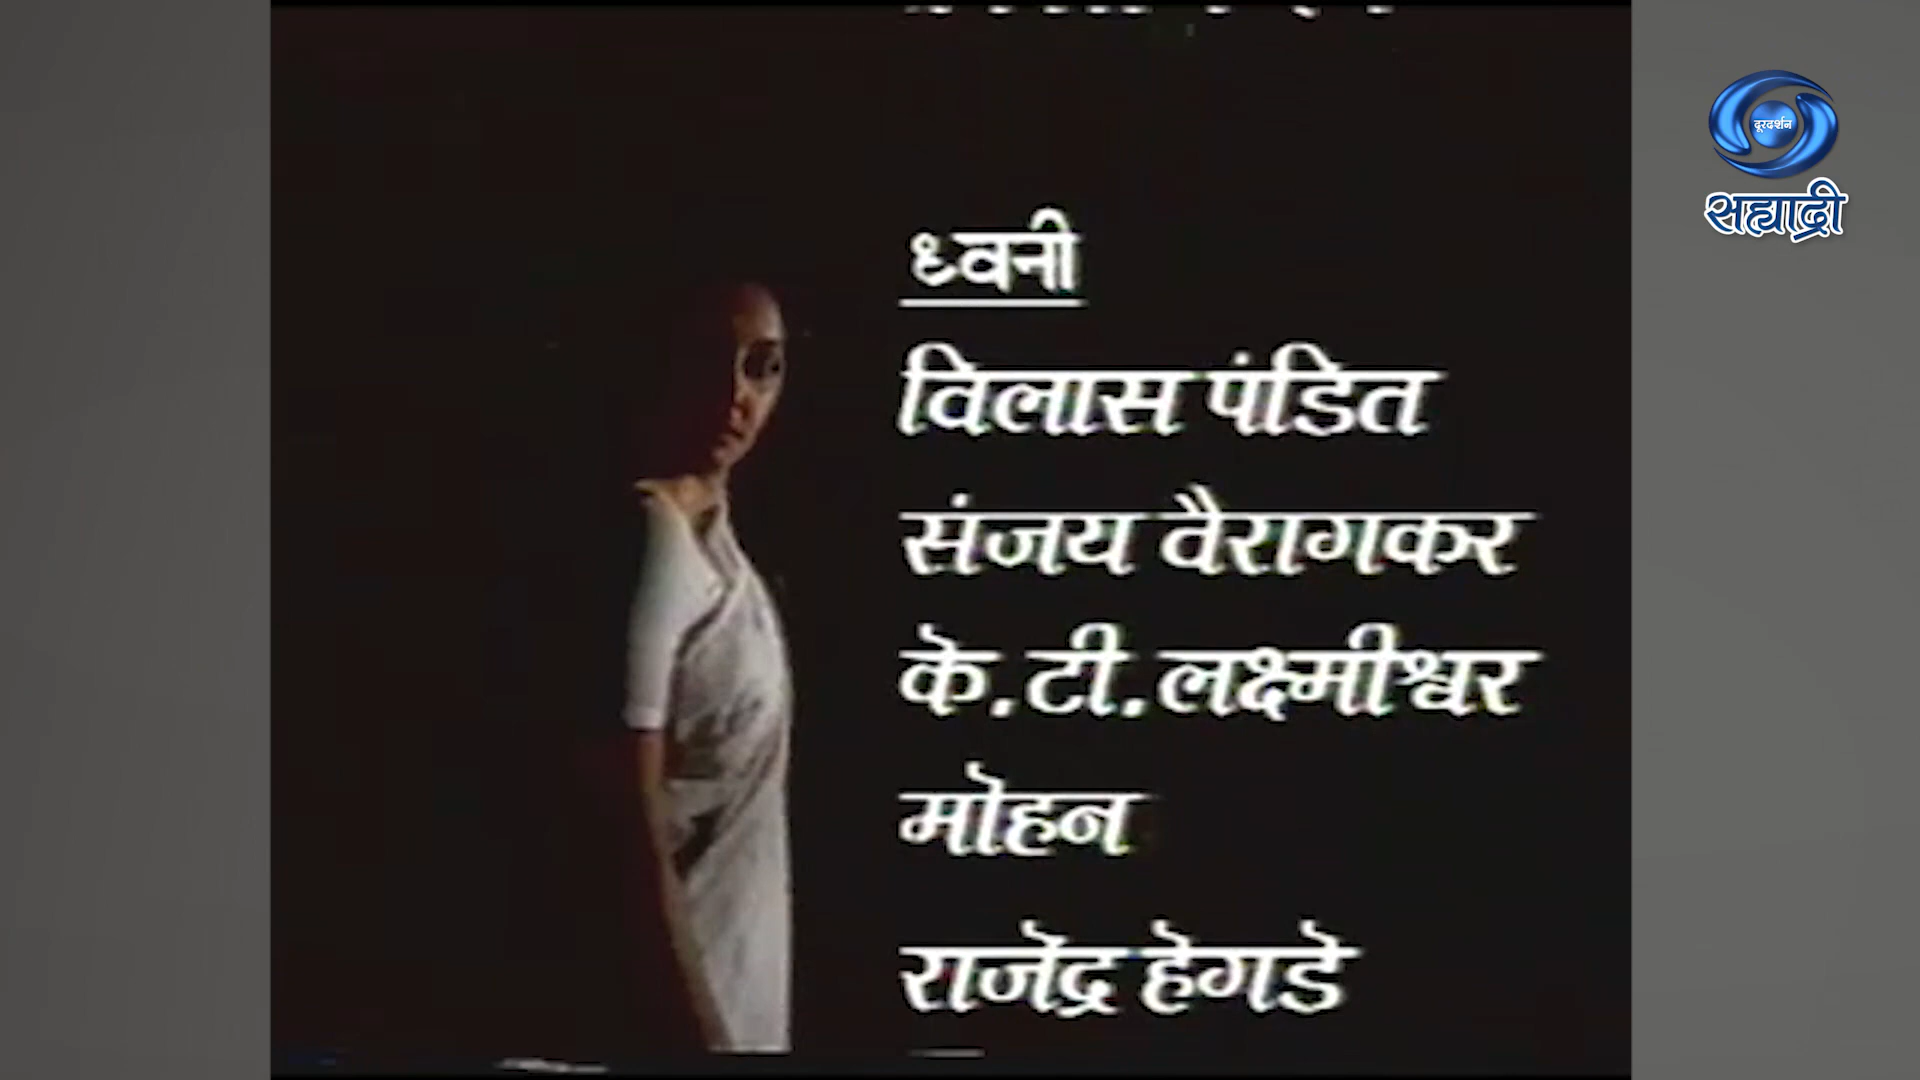 दूरदर्शन
सह्याद्री
ध्वनी
विलास पंडित
संजय वैरागकर
के.टी.लक्ष्मीश्वर
मोहन
राजेंद्र हेगडे